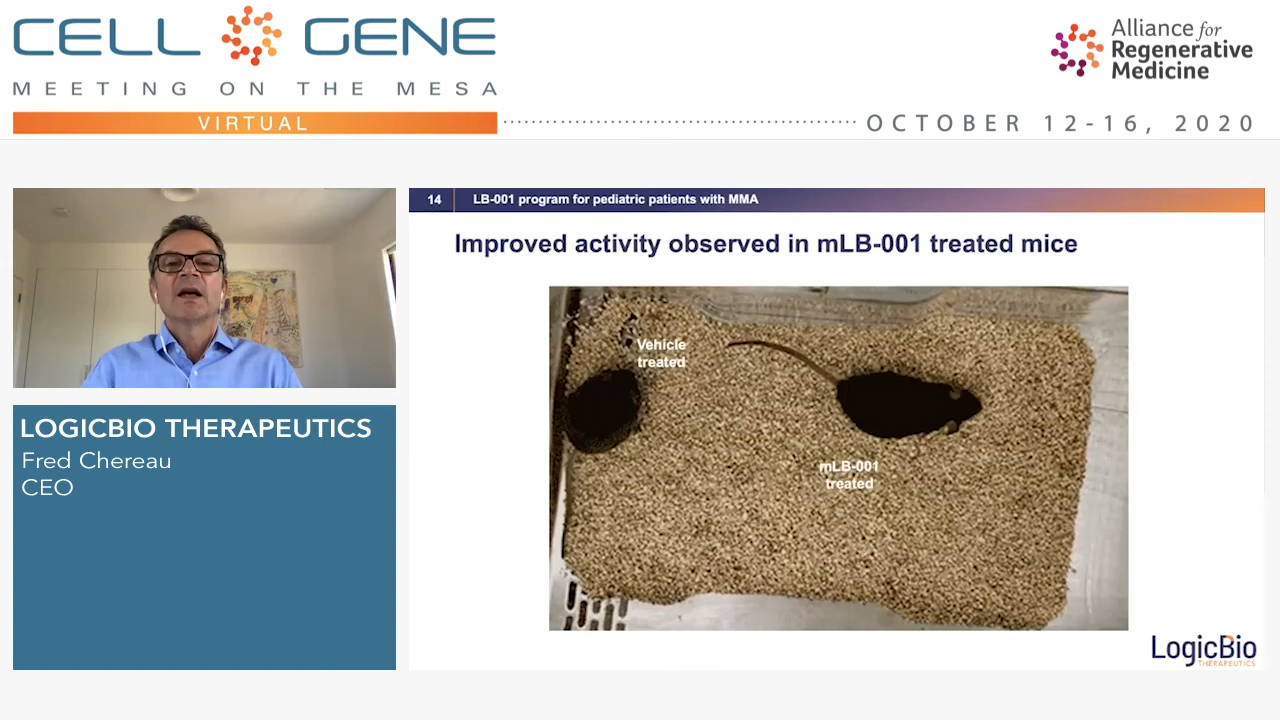 CELL GENE
MEETING ON THE MESA
VIRTUAL
Alliance for
Regenerative
Medicine
OCTOBER 12-16, 2020
LOGICBIO THERAPEUTICS
Fred Chereau
CEO
14 LB-001 program for pediatric patients with MMA
Improved activity observed in mLB-001 treated mice
Vehicle
treated
mLB-001
treated
LogicBio
THERAPEUTICS